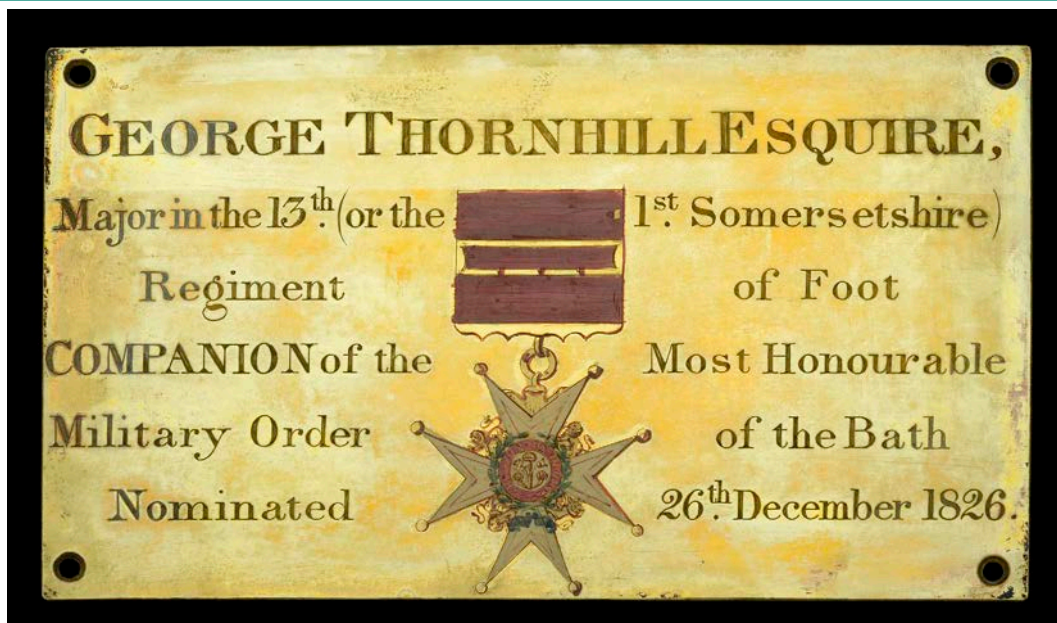 GEORGE THORNHILL ESQUIRE,
Major in the 13th. (or the 1st. Somersetshire)
Regiment of Foot
COMPANION of the Most Honourable
Military Order of the Bath
Nominated 26th. December 1826.